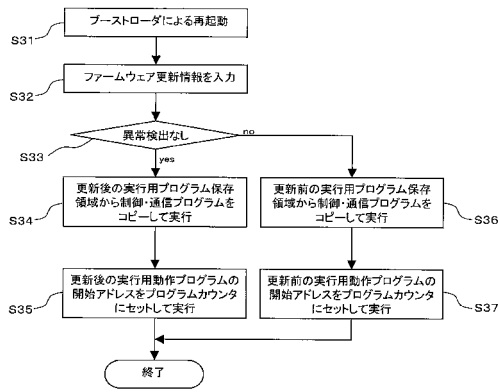 S31
ブーストローダによる再起動
S32
ファームウェア更新情報を入力
S33
異常検出なし
no
yes
S34
更新後の実行用プログラム保存
領域から制御・通信プログラムを
コピーして実行
更新前の実行用プログラム保存
領域から制御・通信プログラムを
コピーして実行
S36
S35
更新後の実行用動作プログラムの
開始アドレスをプログラムカウンタ
にセットして実行
更新前の実行用動作プログラムの
開始アドレスをプログラムカウンタ
にセットして実行
S37
終了